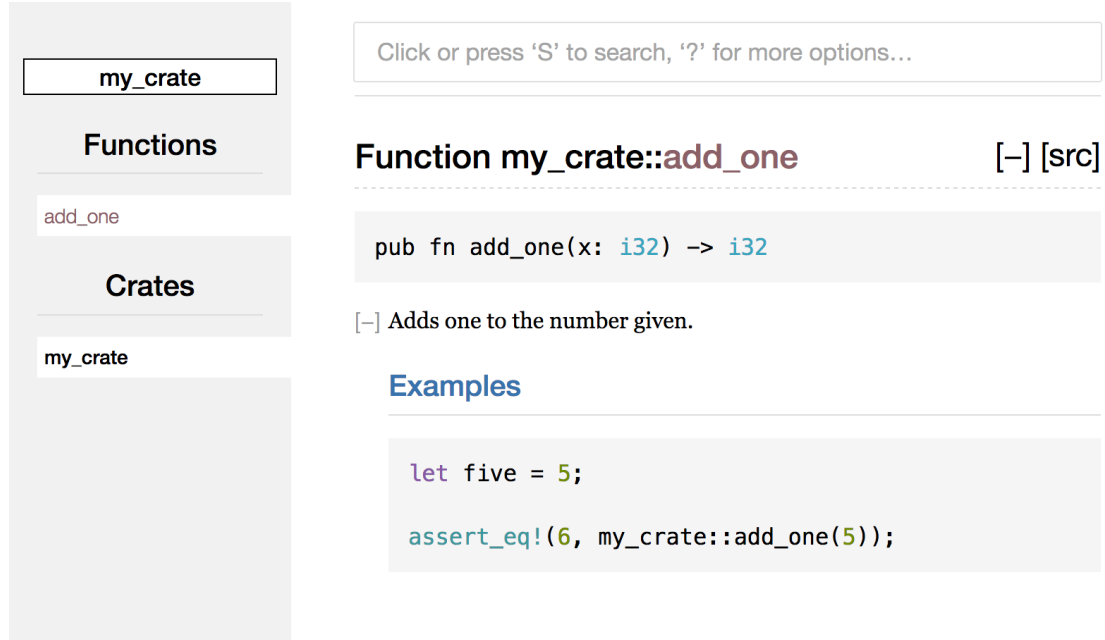 my_crate
Functions
add_one
Crates
my_crate
Click or press ‘S’ to search, ‘?’ for more options…
Function my_crate::add_one [−] [src]
pub fn add_one(x: i32) -> i32
[−] Adds one to the number given.
Examples
let five = 5;
assert_eq!(6, my_crate::add_one(5));